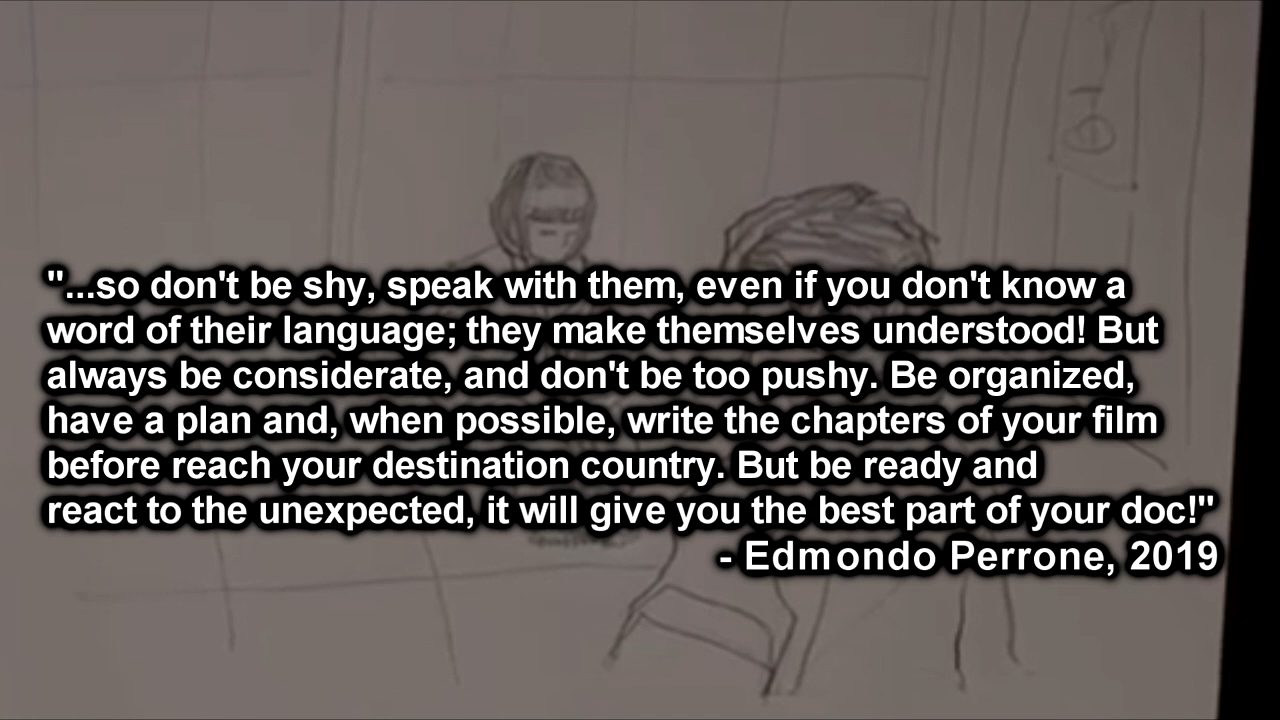 "...so don't be shy, speak with them, even if you don't know a
word of their language; they make themselves understood! But
always be considerate, and don't be too pushy. Be organized,
have a plan and, when possible, write the chapters of your film
before reach your destination country. But be ready and
react to the unexpected, it will give you the best part of your doc!"
- Edmondo Perrone, 2019